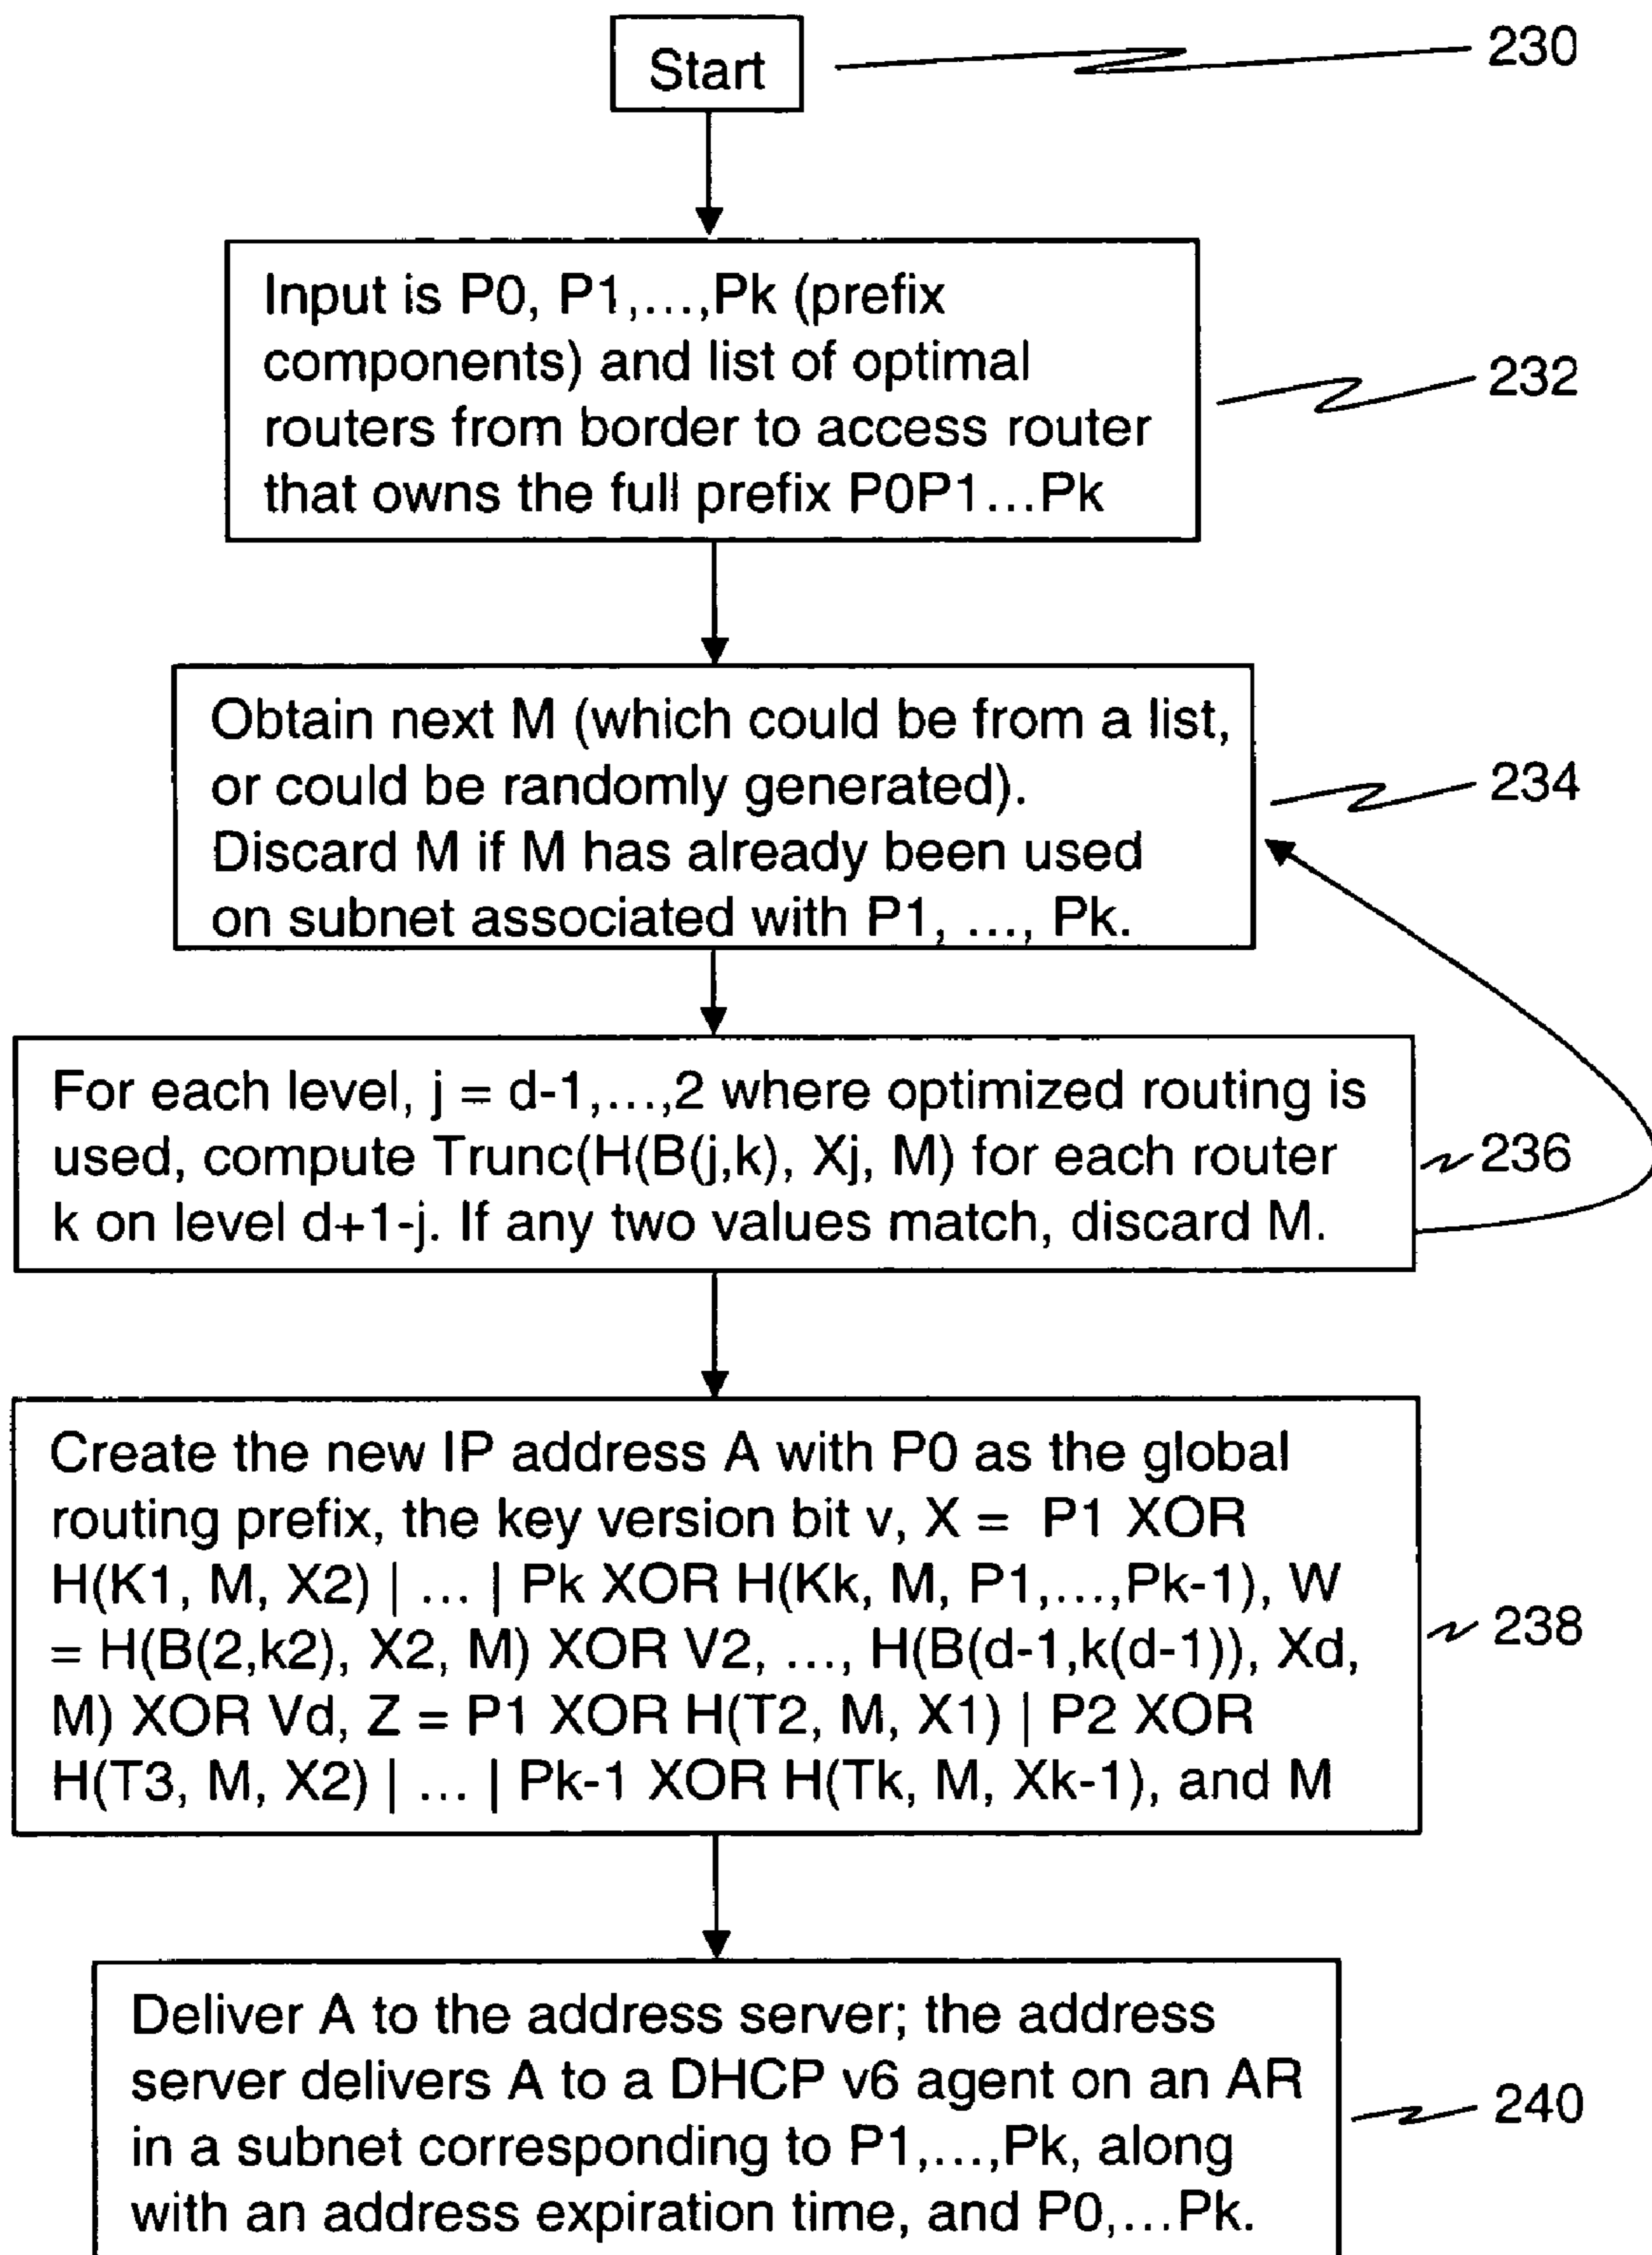 Start
230
Input is P0, P1,...,Pk (prefix
components) and list of optimal
routers from border to access router
that owns the full prefix P0P1...Pk
232
Obtain next M (which could be from a list,
or could be randomly generated).
Discard M if M has already been used
on subnet associated with P1, ..., Pk.
234
For each level, j = d-1,...,2 where optimized routing is
used, compute Trunc(H(B(j,k), Xj, M) for each router
k on level d+1-j. If any two values match, discard M.
236
Create the new IP address A with P0 as the global
routing prefix, the key version bit v, X = P1 XOR
H(K1, M, X2) | ... | Pk XOR H(Kk, M, P1,...,Pk-1), W
= H(B(2,k2), X2, M) XOR V2, ..., H(B(d-1,k(d-1)), Xd,
M) XOR Vd, Z = P1 XOR H(T2, M, X1) | P2 XOR
H(T3, M, X2) | ... | Pk-1 XOR H(Tk, M, Xk-1), and M
238
Deliver A to the address server; the address
server delivers A to a DHCP v6 agent on an AR
in a subnet corresponding to P1,...,Pk, along
with an address expiration time, and P0,...Pk.
240